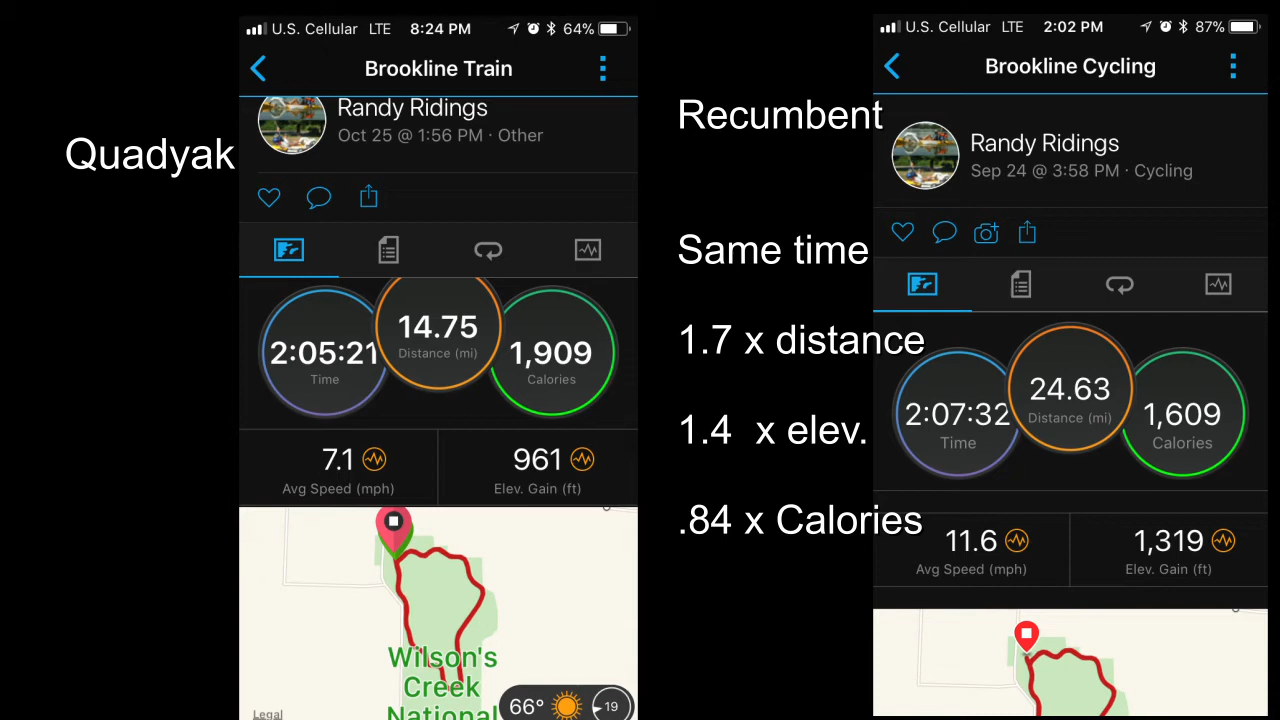 Quadyak
U.S. Cellular LTE 8:24 PM 64%
Brookline Train
Randy Ridings
Oct 25 @ 1:56 PM · Other
2:05:21
Time
14.75
Distance (mi)
1,909
Calories
7.1
Avg Speed (mph)
961
Elev. Gain (ft)
Wilson's
Creek
National
Legal
66°
19
Recumbent
Same time
1.7 x distance
1.4 x elev.
.84 x Calories
U.S. Cellular LTE 2:02 PM 87%
Brookline Cycling
Randy Ridings
Sep 24 @ 3:58 PM · Cycling
2:07:32
Time
24.63
Distance (mi)
1,609
Calories
11.6
Avg Speed (mph)
1,319
Elev. Gain (ft)